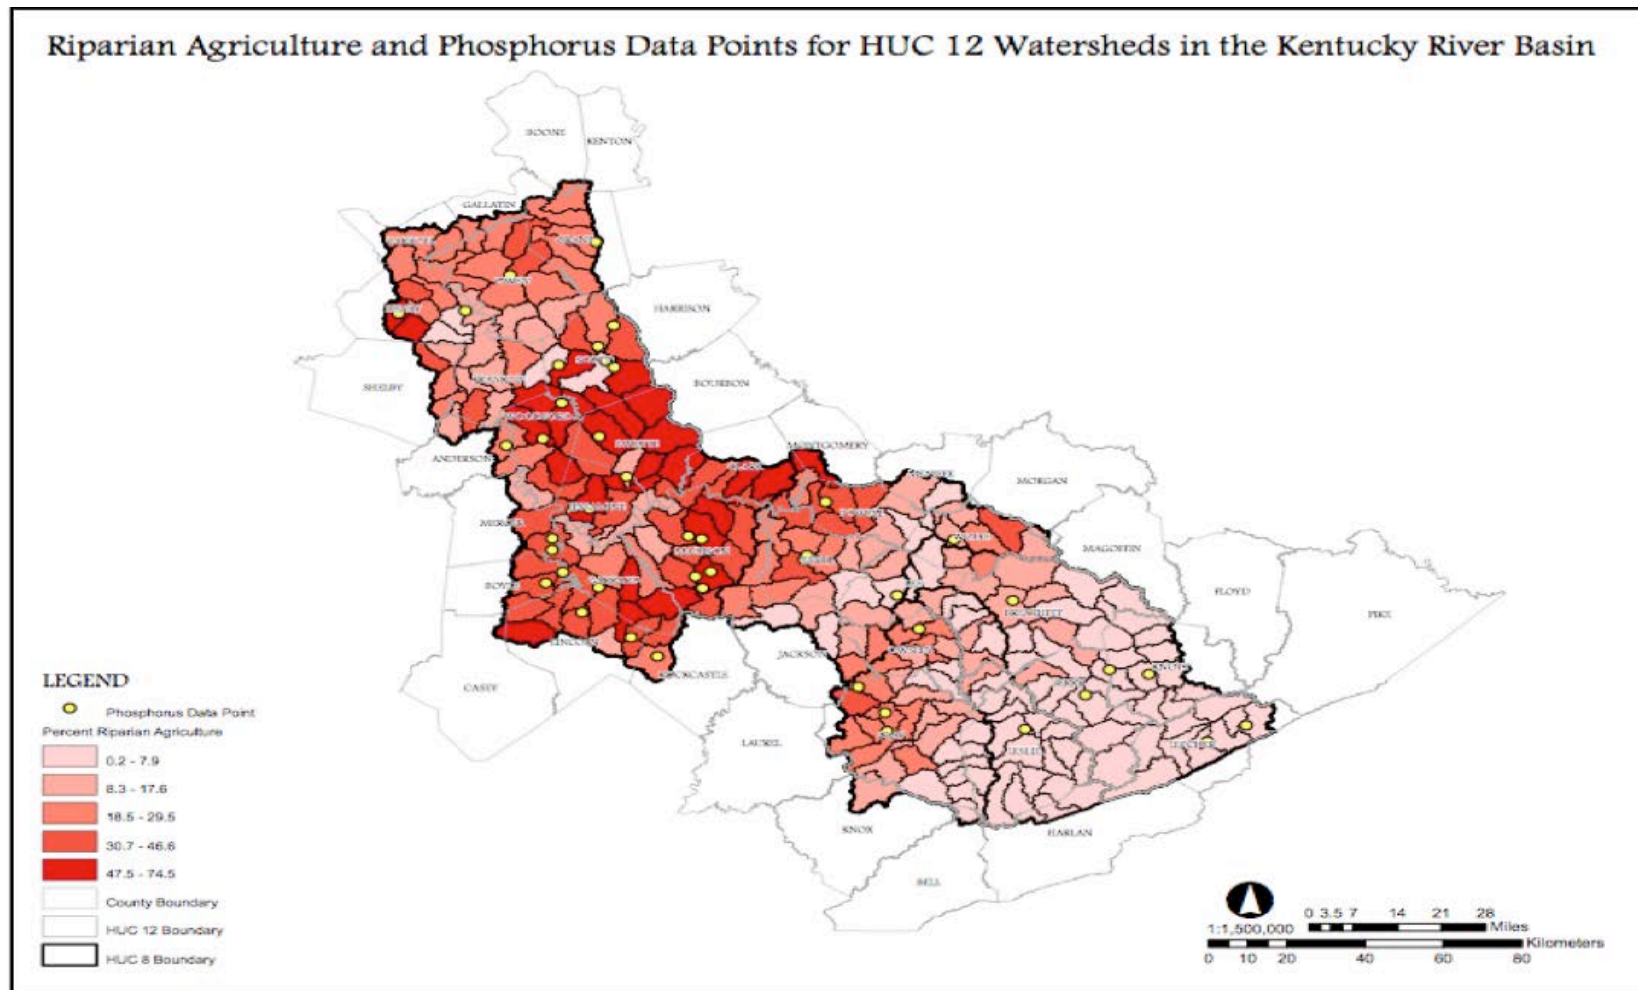 Riparian Agriculture and Phosphorus Data Points for HUC 12 Watersheds in the Kentucky River Basin
BOONE
KENTON
GALLATIN
OWEN
HARRISON
SHELBY
BOURBON
ANDERSON
MONTGOMERY
MORGAN
MERCER
MADISON
MAGOFFIN
FLOYD
PIKE
LINCOLN
JACKSON
ROCKCASTLE
CASEY
LAUREL
LESLIE
KNOX
HARLAN
BELL
LEGEND
Phosphorus Data Point
Percent Riparian Agriculture
0.2 - 7.9
8.3 - 17.6
18.5 - 29.5
30.7 - 46.6
47.5 - 74.5
County Boundary
HUC 12 Boundary
HUC 8 Boundary
0 3.5 7 14 21 28
1:1,500,000 Miles
Kilometers
0 10 20 40 60 80